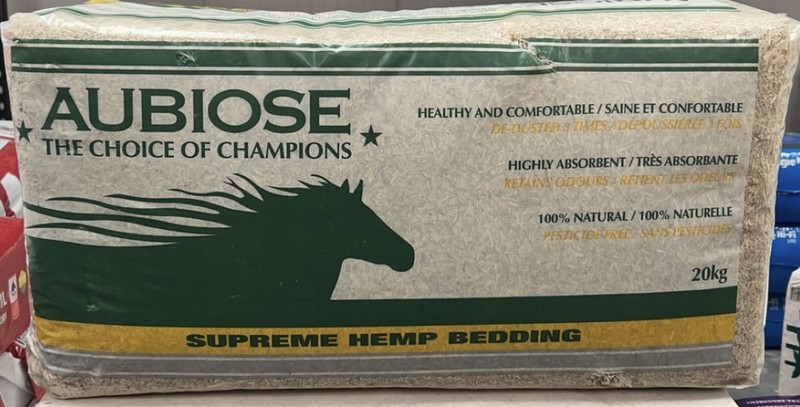 AUBIOSE
THE CHOICE OF CHAMPIONS
HEALTHY AND COMFORTABLE / SAINE ET CONFORTABLE
DE-DUSTED 3 TIMES / DÉPOUSSIÉRÉE 3 FOIS
HIGHLY ABSORBENT / TRÈS ABSORBANTE
RETAINS ODOURS / RETIENT LES ODEURS
100% NATURAL / 100% NATURELLE
PESTICIDE FREE / SANS PESTICIDES
20kg
SUPREME HEMP BEDDING